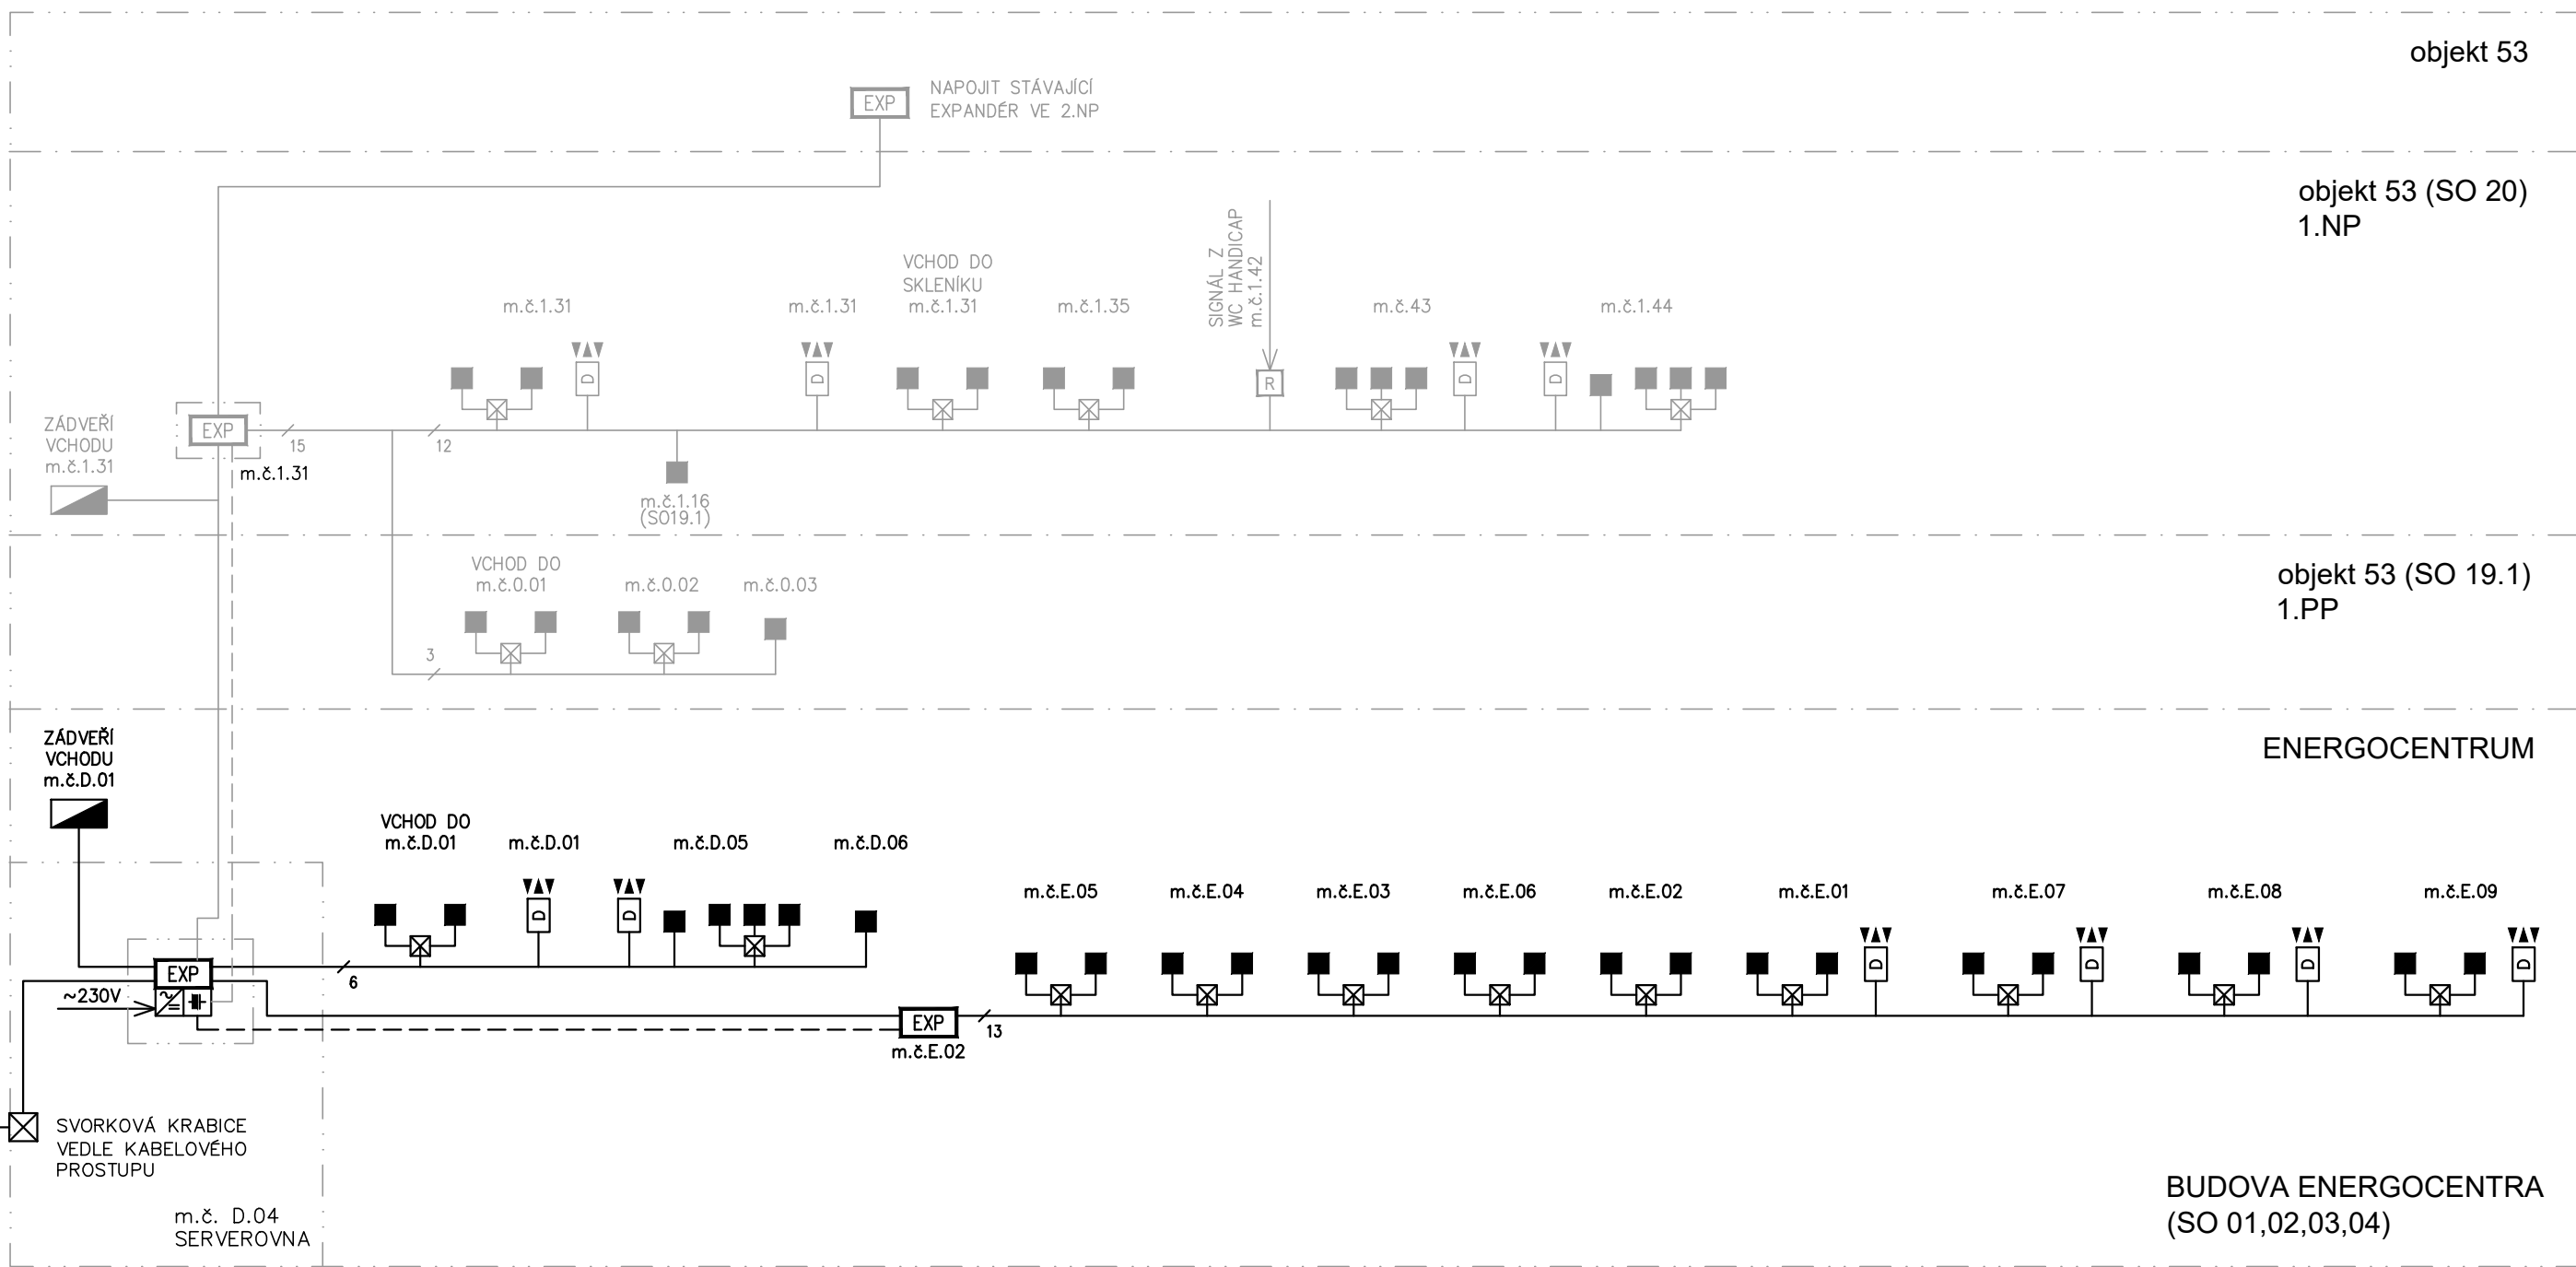 objekt 53
EXP
NAPOJIT STÁVAJÍCÍ
EXPANDÉR VE 2.NP
objekt 53 (SO 20)
1.NP
SIGNÁL Z
WC HANDICAP
m.č.1.42
VCHOD DO
SKLENÍKU
m.č.1.31
m.č.1.31
m.č.1.31
m.č.1.35
m.č.43
m.č.1.44
D
D
R
D
D
ZÁDVEŘÍ
VCHODU
m.č.1.31
EXP
15
12
m.č.1.31
m.č.1.16
(SO19.1)
objekt 53 (SO 19.1)
1.PP
VCHOD DO
m.č.0.01
m.č.0.02
m.č.0.03
3
ENERGOCENTRUM
ZÁDVEŘÍ
VCHODU
m.č.D.01
VCHOD DO
m.č.D.01
m.č.D.01
m.č.D.05
m.č.D.06
D
D
m.č.E.05
m.č.E.04
m.č.E.03
m.č.E.06
m.č.E.02
m.č.E.01
m.č.E.07
m.č.E.08
m.č.E.09
D
D
D
D
EXP
6
~230V
EXP
13
m.č.E.02
SVORKOVÁ KRABICE
VEDLE KABELOVÉHO
PROSTUPU
m.č. D.04
SERVEROVNA
BUDOVA ENERGOCENTRA
(SO 01,02,03,04)